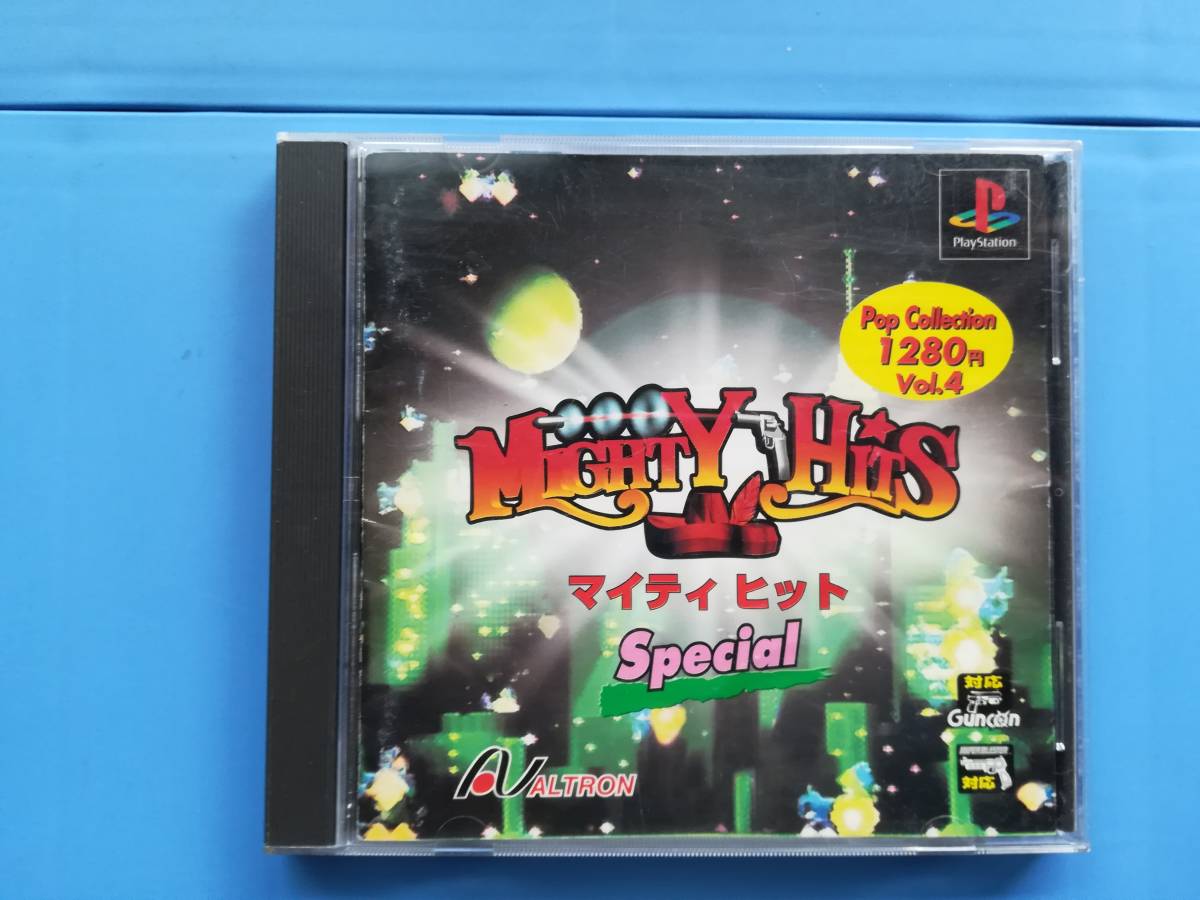 PlayStation
Pop Collection
1280円
Vol.4
MIGHTY HITS
マイティ ヒット
Special
対応
Guncon
対応
ALTRON